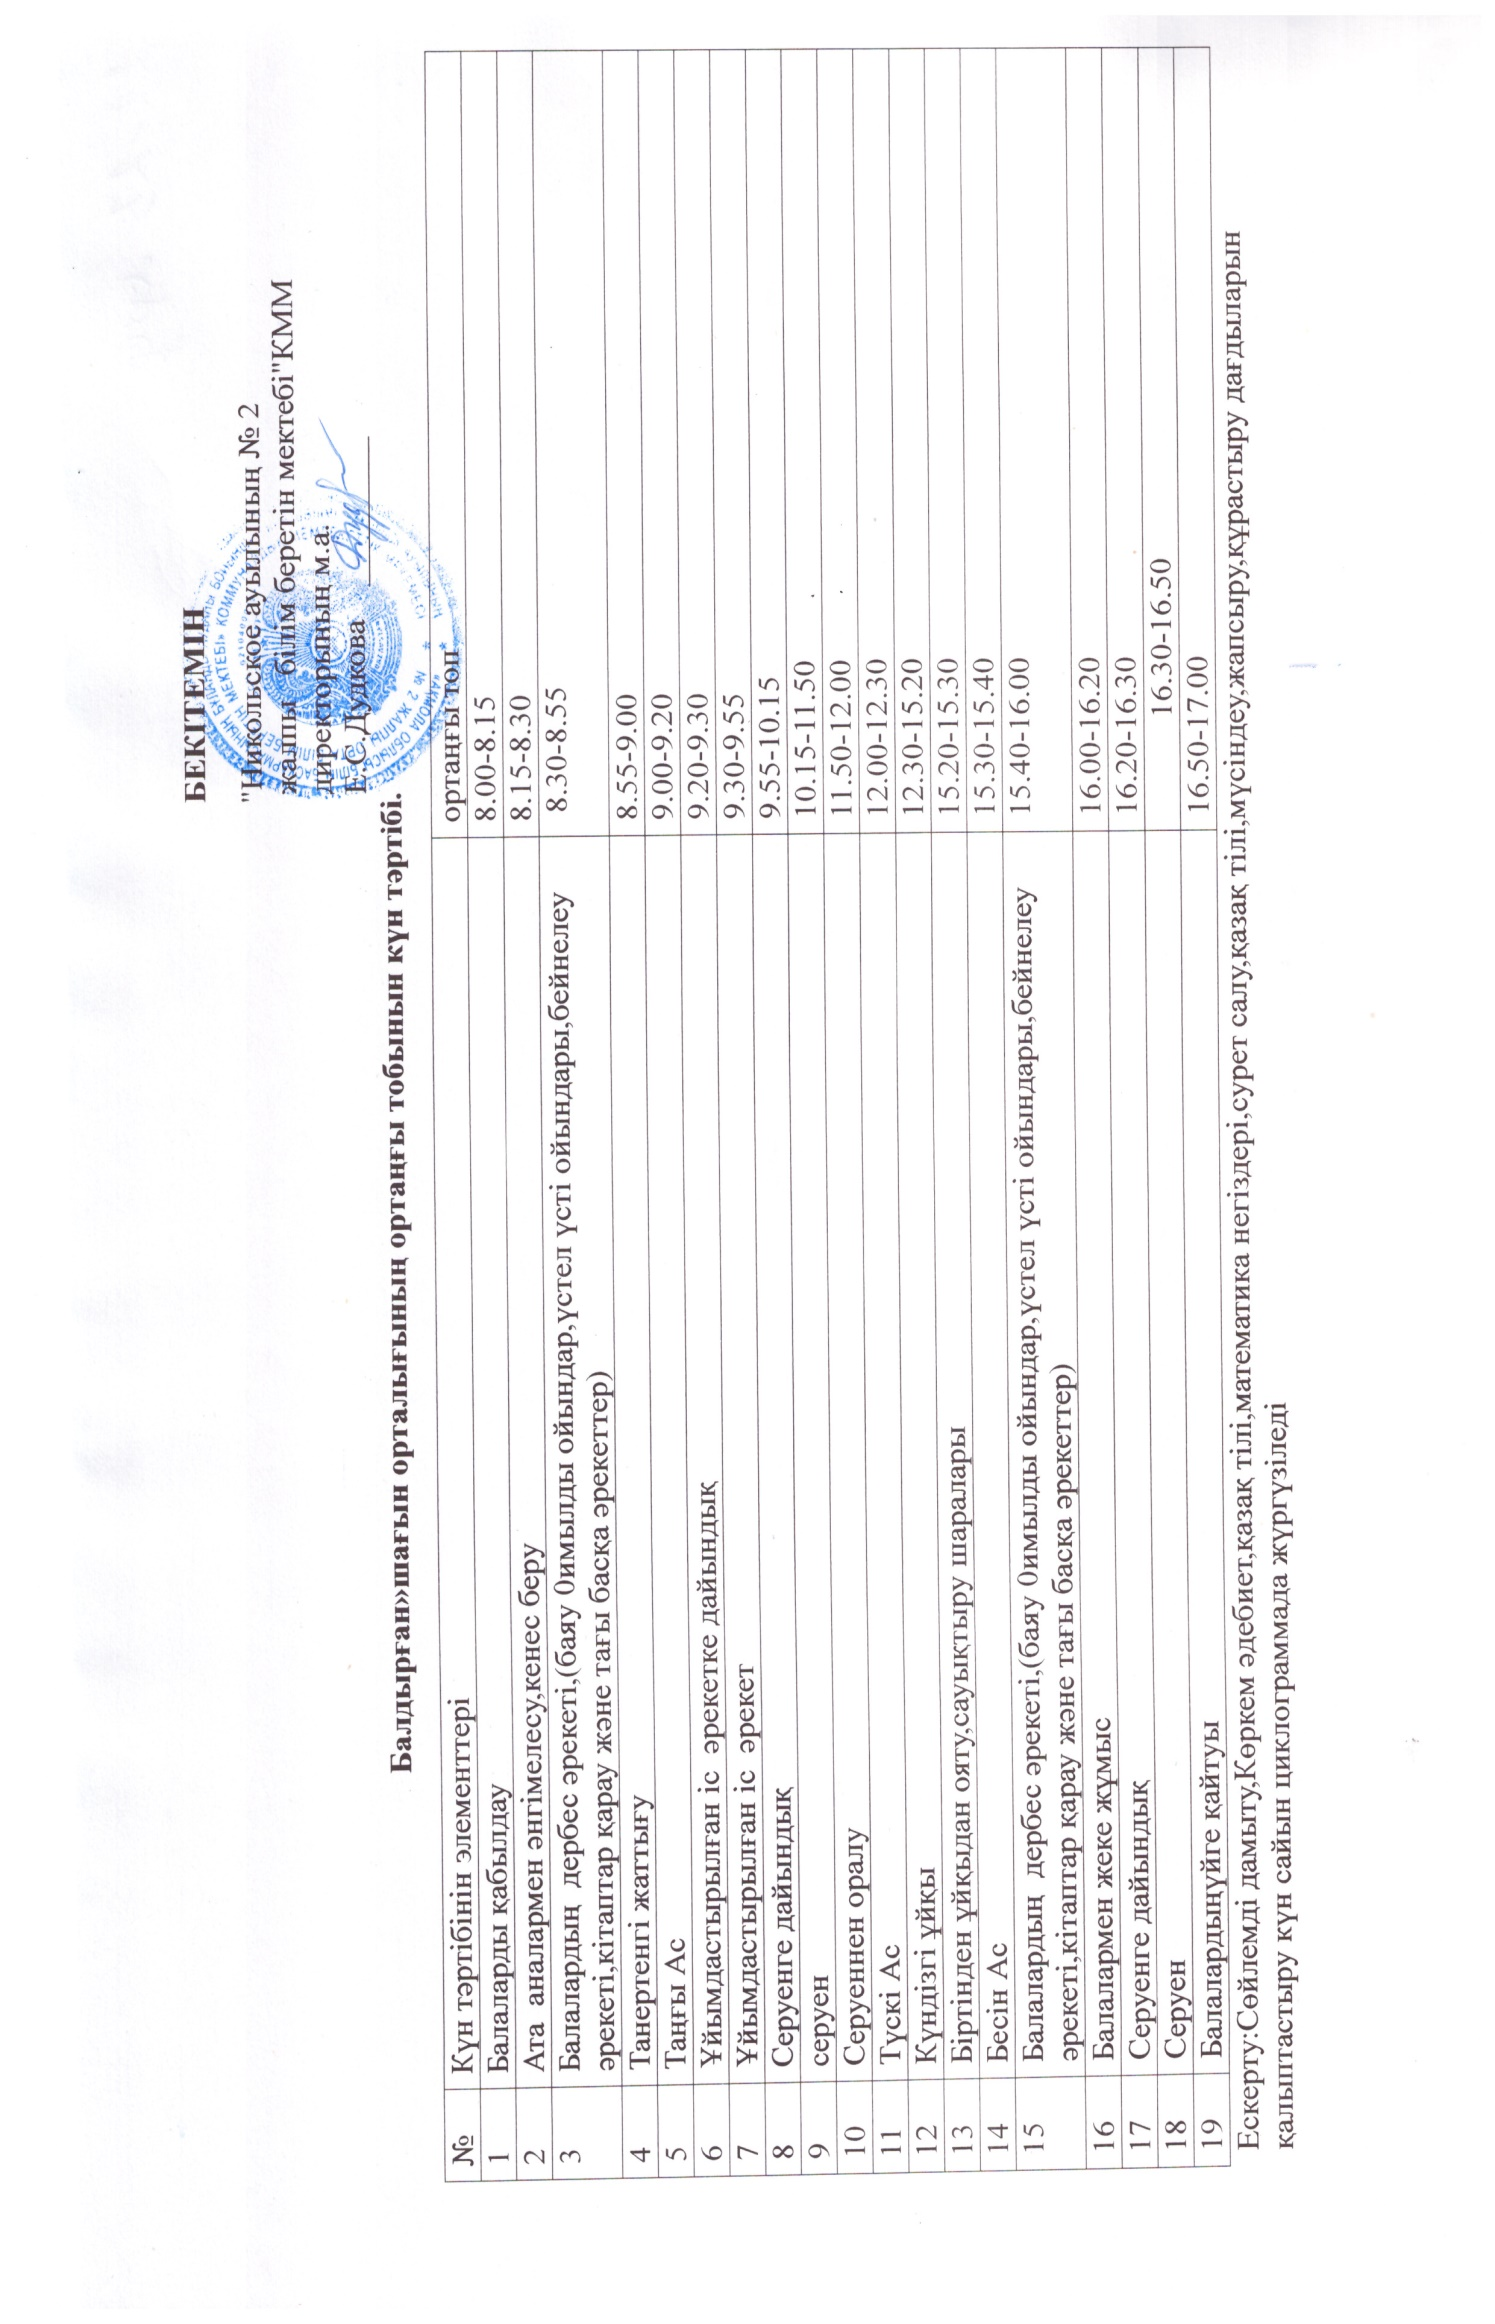 БЕКІТЕМІН
"Никольское ауылының № 2
жалпы білім беретін мектебі"КММ
директорының м.а.
Е.С.Дудкова
Балдырған»шағын орталығының ортаңғы тобынын күн тәртібі.
№ Күн тәртібінін элементтері ортаңғы топ
1 Балаларды қабылдау 8.00-8.15
2 Ата аналармен әнгімелесу,кенес беру 8.15-8.30
3 Балалардың дербес әрекеті,(баяу 0имылды ойындар,үстел үсті ойындары,бейнелеу 8.30-8.55
әрекеті,кітаптар қарау және тағы басқа әрекеттер)
4 Танертенгі жаттығу 8.55-9.00
5 Таңғы Ас 9.00-9.20
6 Ұйымдастырылған іс әрекетке дайындық 9.20-9.30
7 Ұйымдастырылған іс әрекет 9.30-9.55
8 Серуенге дайындық 9.55-10.15
9 серуен 10.15-11.50
10 Серуеннен оралу 11.50-12.00
11 Түскі Ас 12.00-12.30
12 Күндізгі ұйқы 12.30-15.20
13 Біртінден ұйқыдан ояту,сауықтыру шаралары 15.20-15.30
14 Бесін Ас 15.30-15.40
15 Балалардың дербес әрекеті,(баяу 0имылды ойындар,үстел үсті ойындары,бейнелеу 15.40-16.00
әрекеті,кітаптар қарау және тағы басқа әрекеттер)
16 Балалармен жеке жұмыс 16.00-16.20
17 Серуенге дайындық 16.20-16.30
18 Серуен 16.30-16.50
19 Балалардыңүйге қайтуы 16.50-17.00
Ескерту:Сөйлемді дамыту,Көркем әдебиет,қазақ тілі,математика негіздері,сурет салу,қазақ тілі,мүсіндеу,жапсыру,құрастыру дағдыларын
қалыптастыру күн сайын циклограммада жүргүзіледі